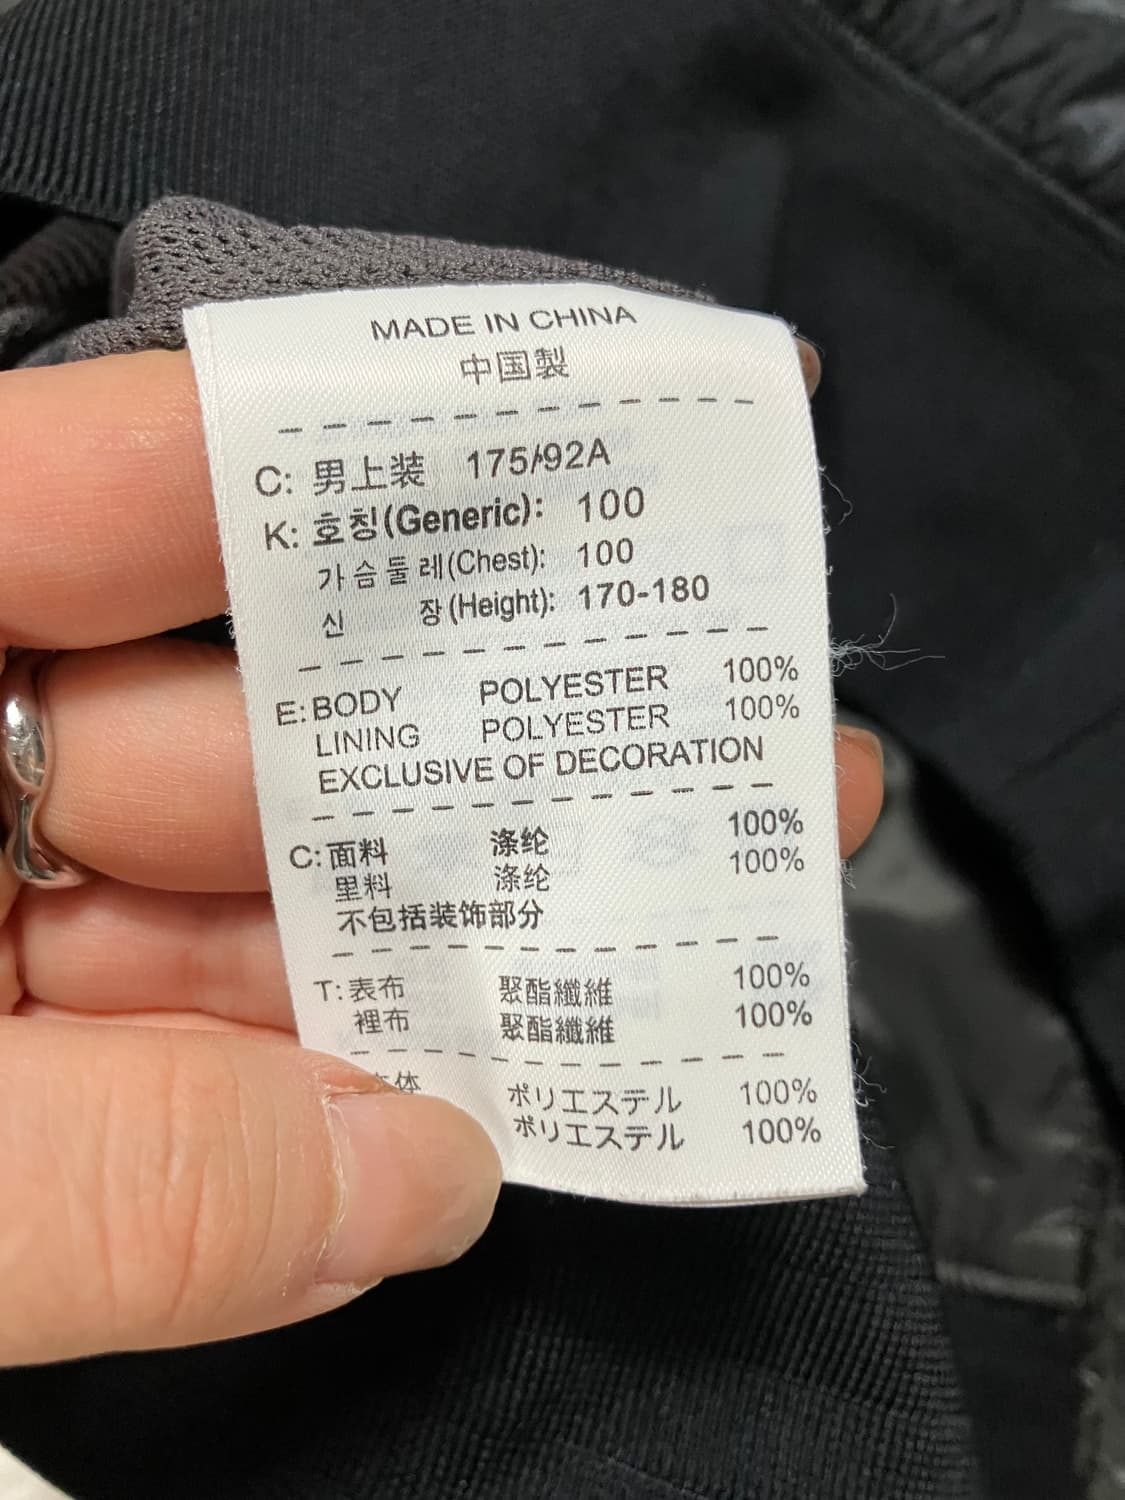 MADE IN CHINA
中国製
C: 男上装 175/92A
K: 호칭(Generic): 100
가슴둘레(Chest): 100
신 장(Height): 170-180
E: BODY POLYESTER 100%
LINING POLYESTER 100%
EXCLUSIVE OF DECORATION
C: 面料 涤纶 100%
里料 涤纶 100%
不包括装饰部分
T: 表布 聚酯纖維 100%
裡布 聚酯纖維 100%
体 ポリエステル 100%
ポリエステル 100%